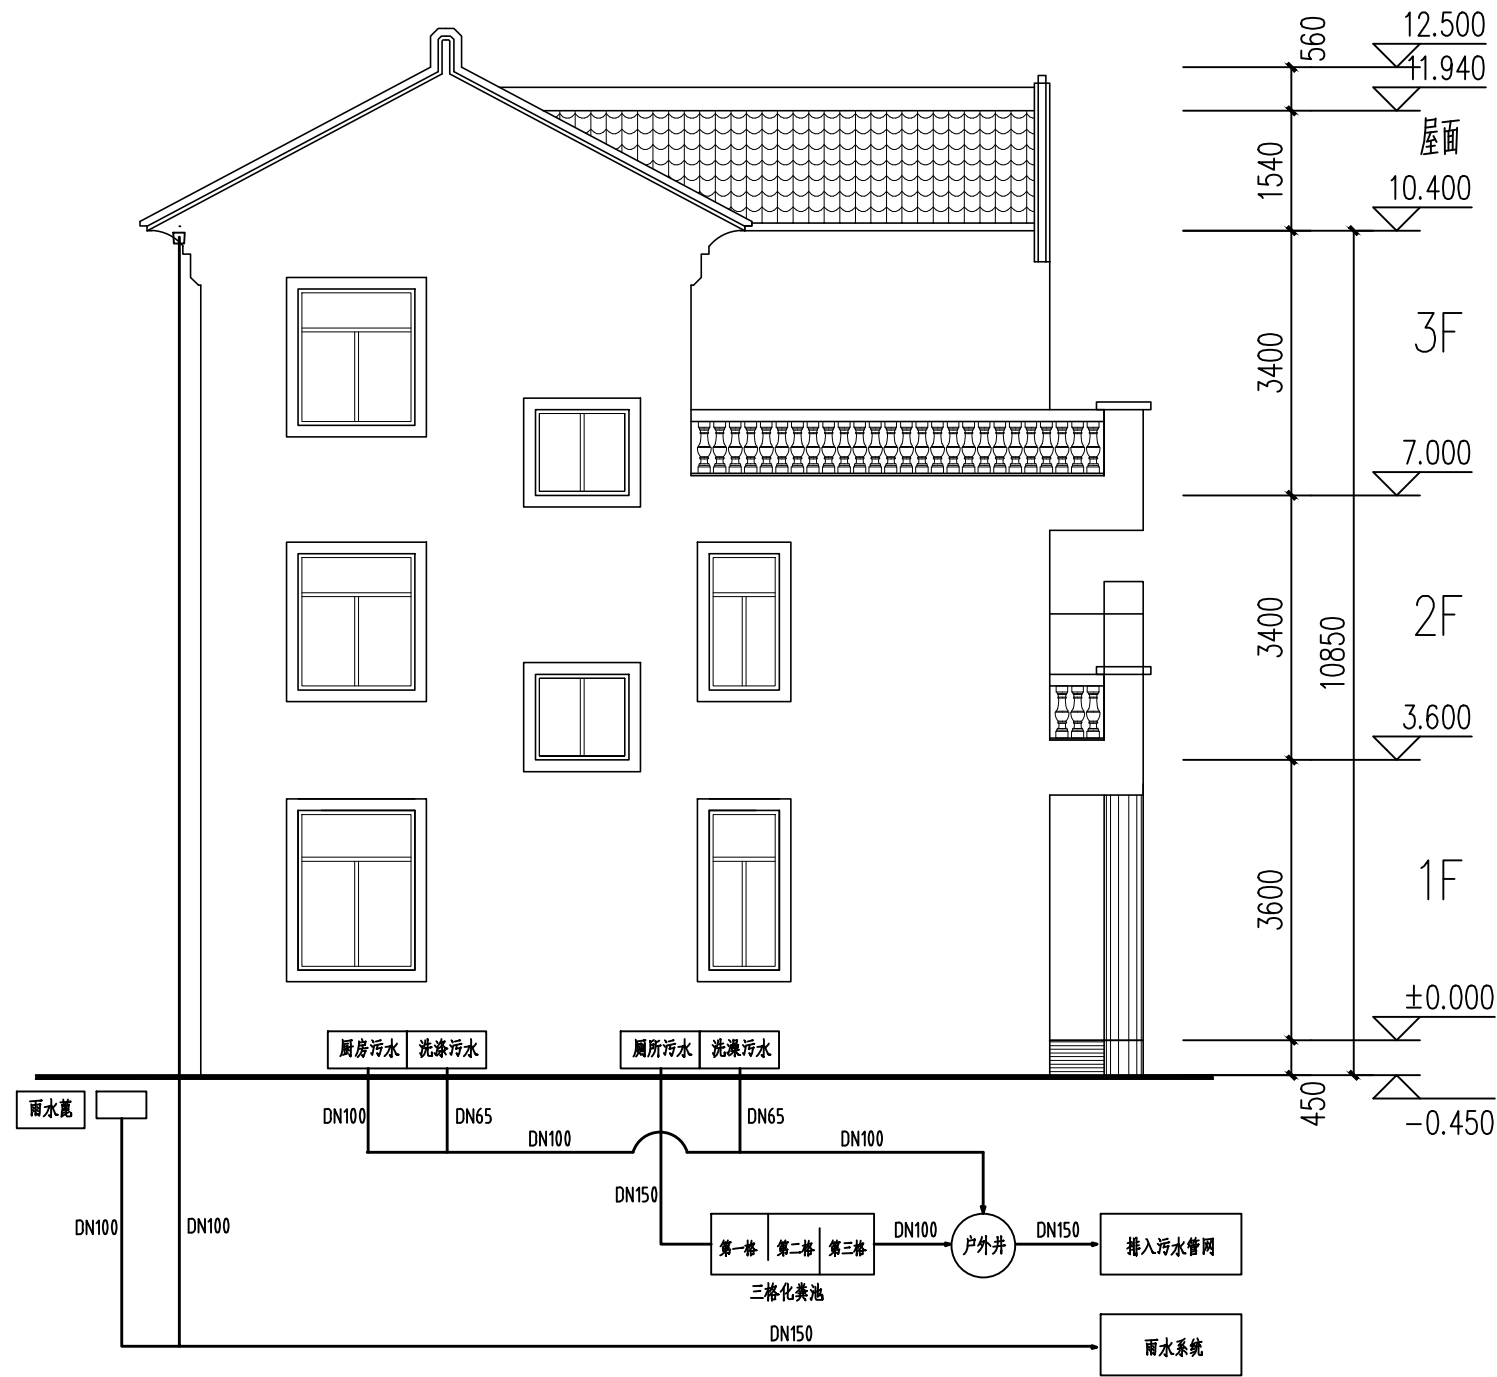 560
12.500
11.940
屋面
1540
10.400
3F
3400
7.000
2F
3400
10850
3.600
1F
3600
±0.000
450
-0.450
厨房污水
洗涤污水
厕所污水
洗澡污水
雨水蓖
DN100
DN65
DN100
DN65
DN100
DN150
DN100
DN100
第一格
第二格
第三格
三格化粪池
DN100
户外井
DN150
排入污水管网
DN150
雨水系统